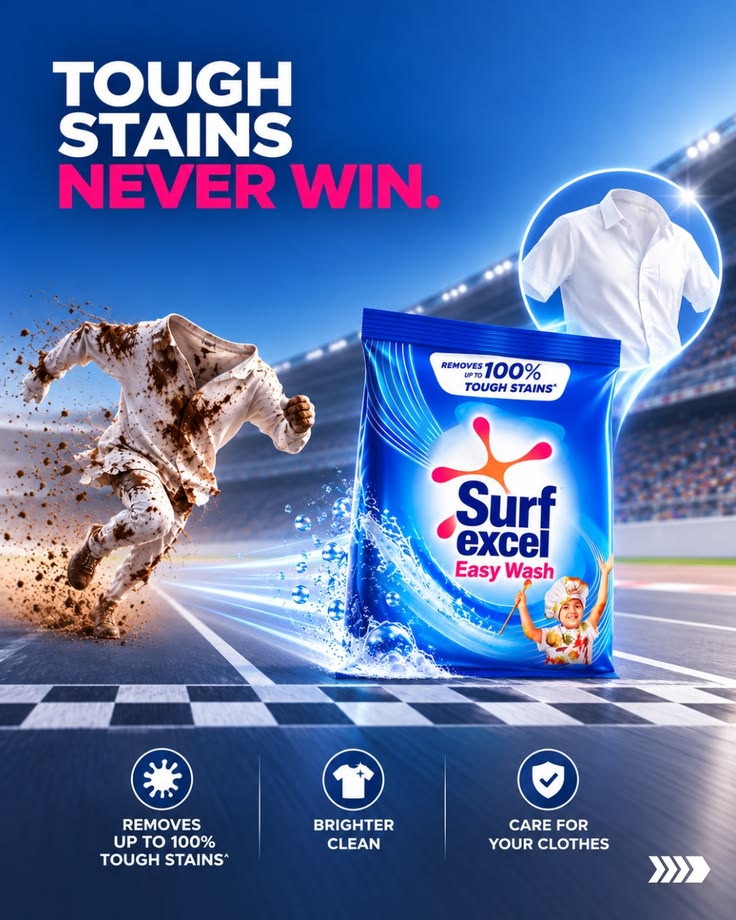 TOUGH
STAINS
NEVER WIN.
REMOVES
UP TO 100%
TOUGH STAINS^
Surf
excel
Easy Wash
REMOVES
UP TO 100%
TOUGH STAINS^
BRIGHTER
CLEAN
CARE FOR
YOUR CLOTHES